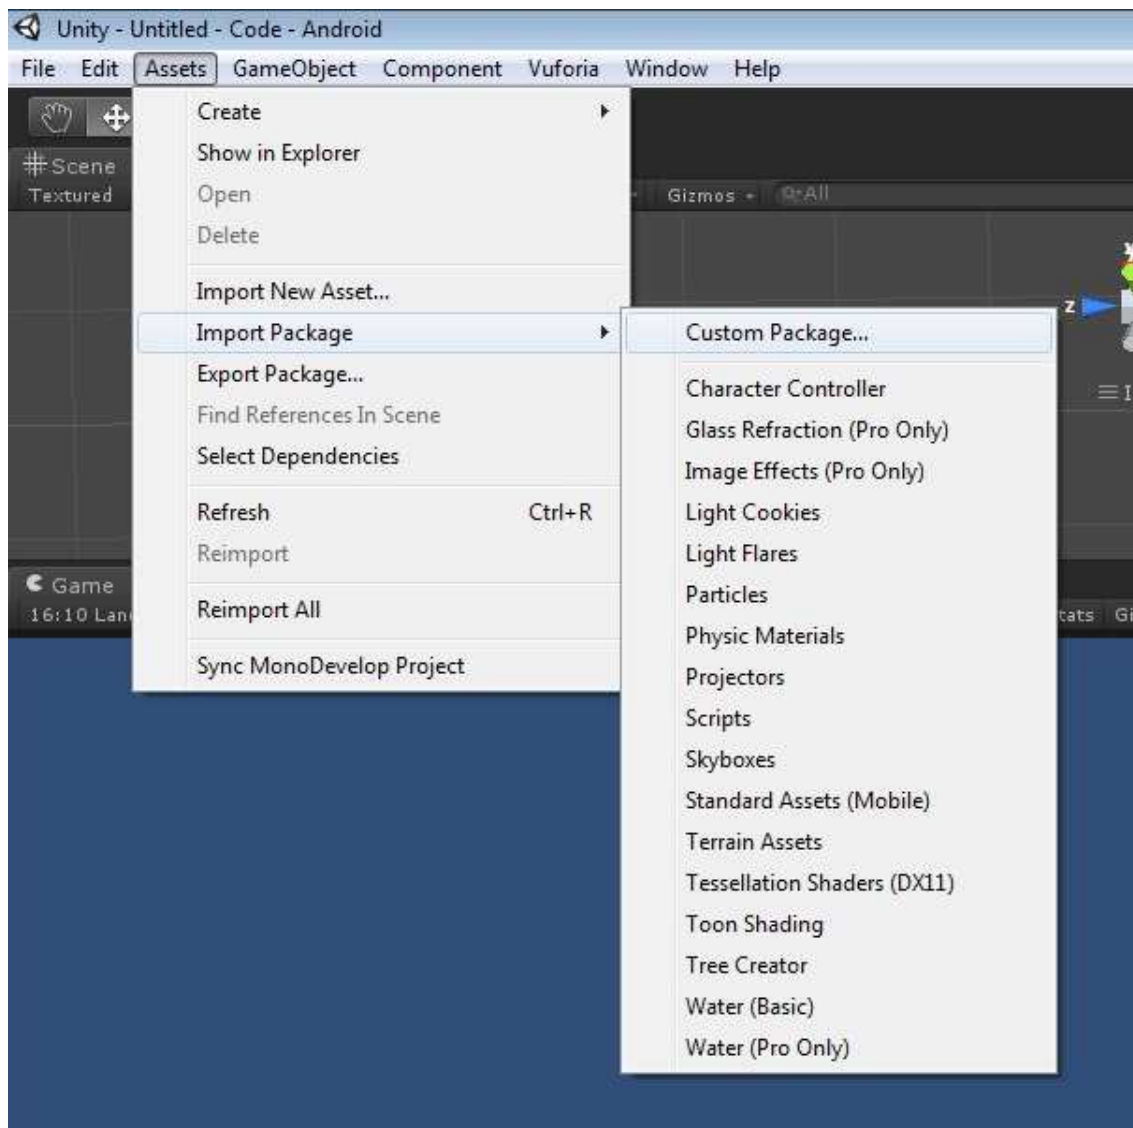 Unity - Untitled - Code - Android
File Edit Assets GameObject Component Vuforia Window Help
Create
Show in Explorer
Open
Delete
Import New Asset...
Import Package
Export Package...
Find References In Scene
Select Dependencies
Refresh Ctrl+R
Reimport
Reimport All
Sync MonoDevelop Project
Custom Package...
Character Controller
Glass Refraction (Pro Only)
Image Effects (Pro Only)
Light Cookies
Light Flares
Particles
Physic Materials
Projectors
Scripts
Skyboxes
Standard Assets (Mobile)
Terrain Assets
Tessellation Shaders (DX11)
Toon Shading
Tree Creator
Water (Basic)
Water (Pro Only)
Scene
Textured
Gizmos
All
z
Game
16:10 Lan
tats Gi